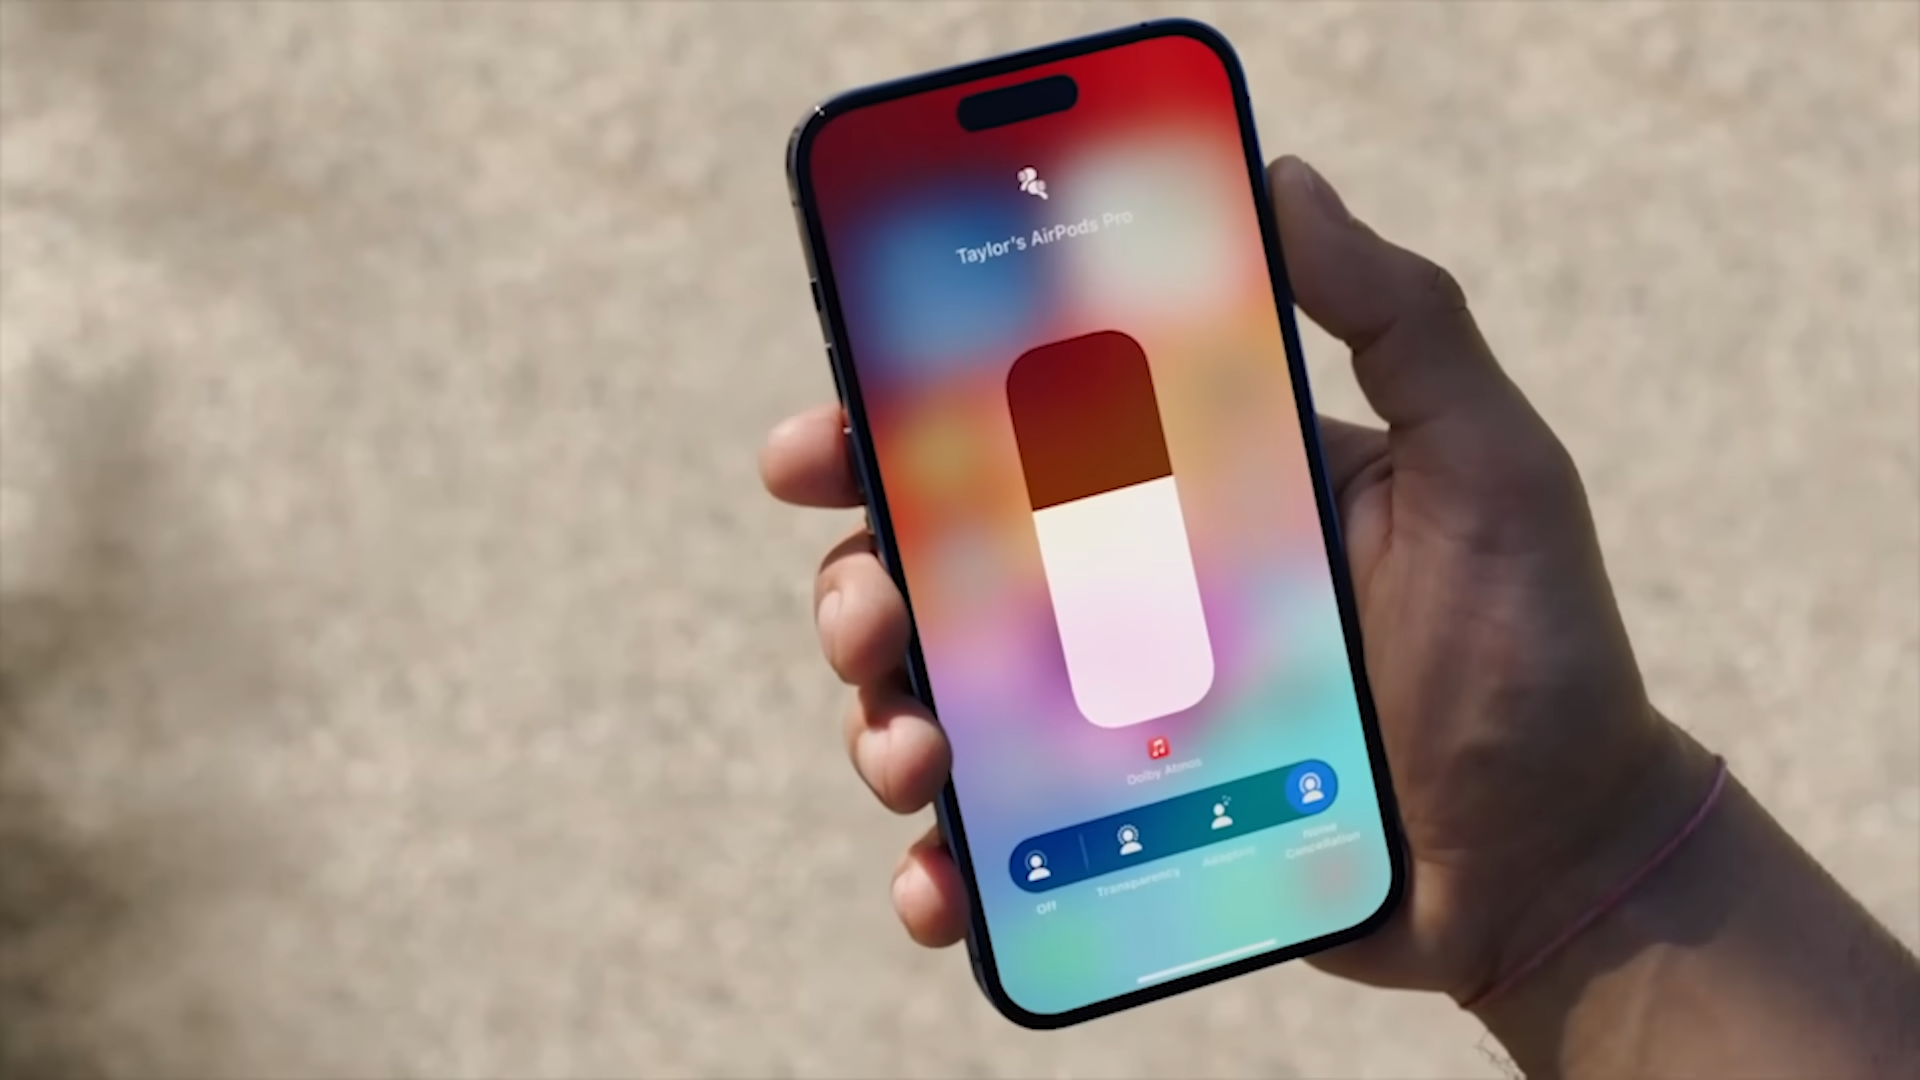 Taylor's AirPods Pro
Dolby Atmos
Off
Transparency
Adaptive
Noise
Cancellation